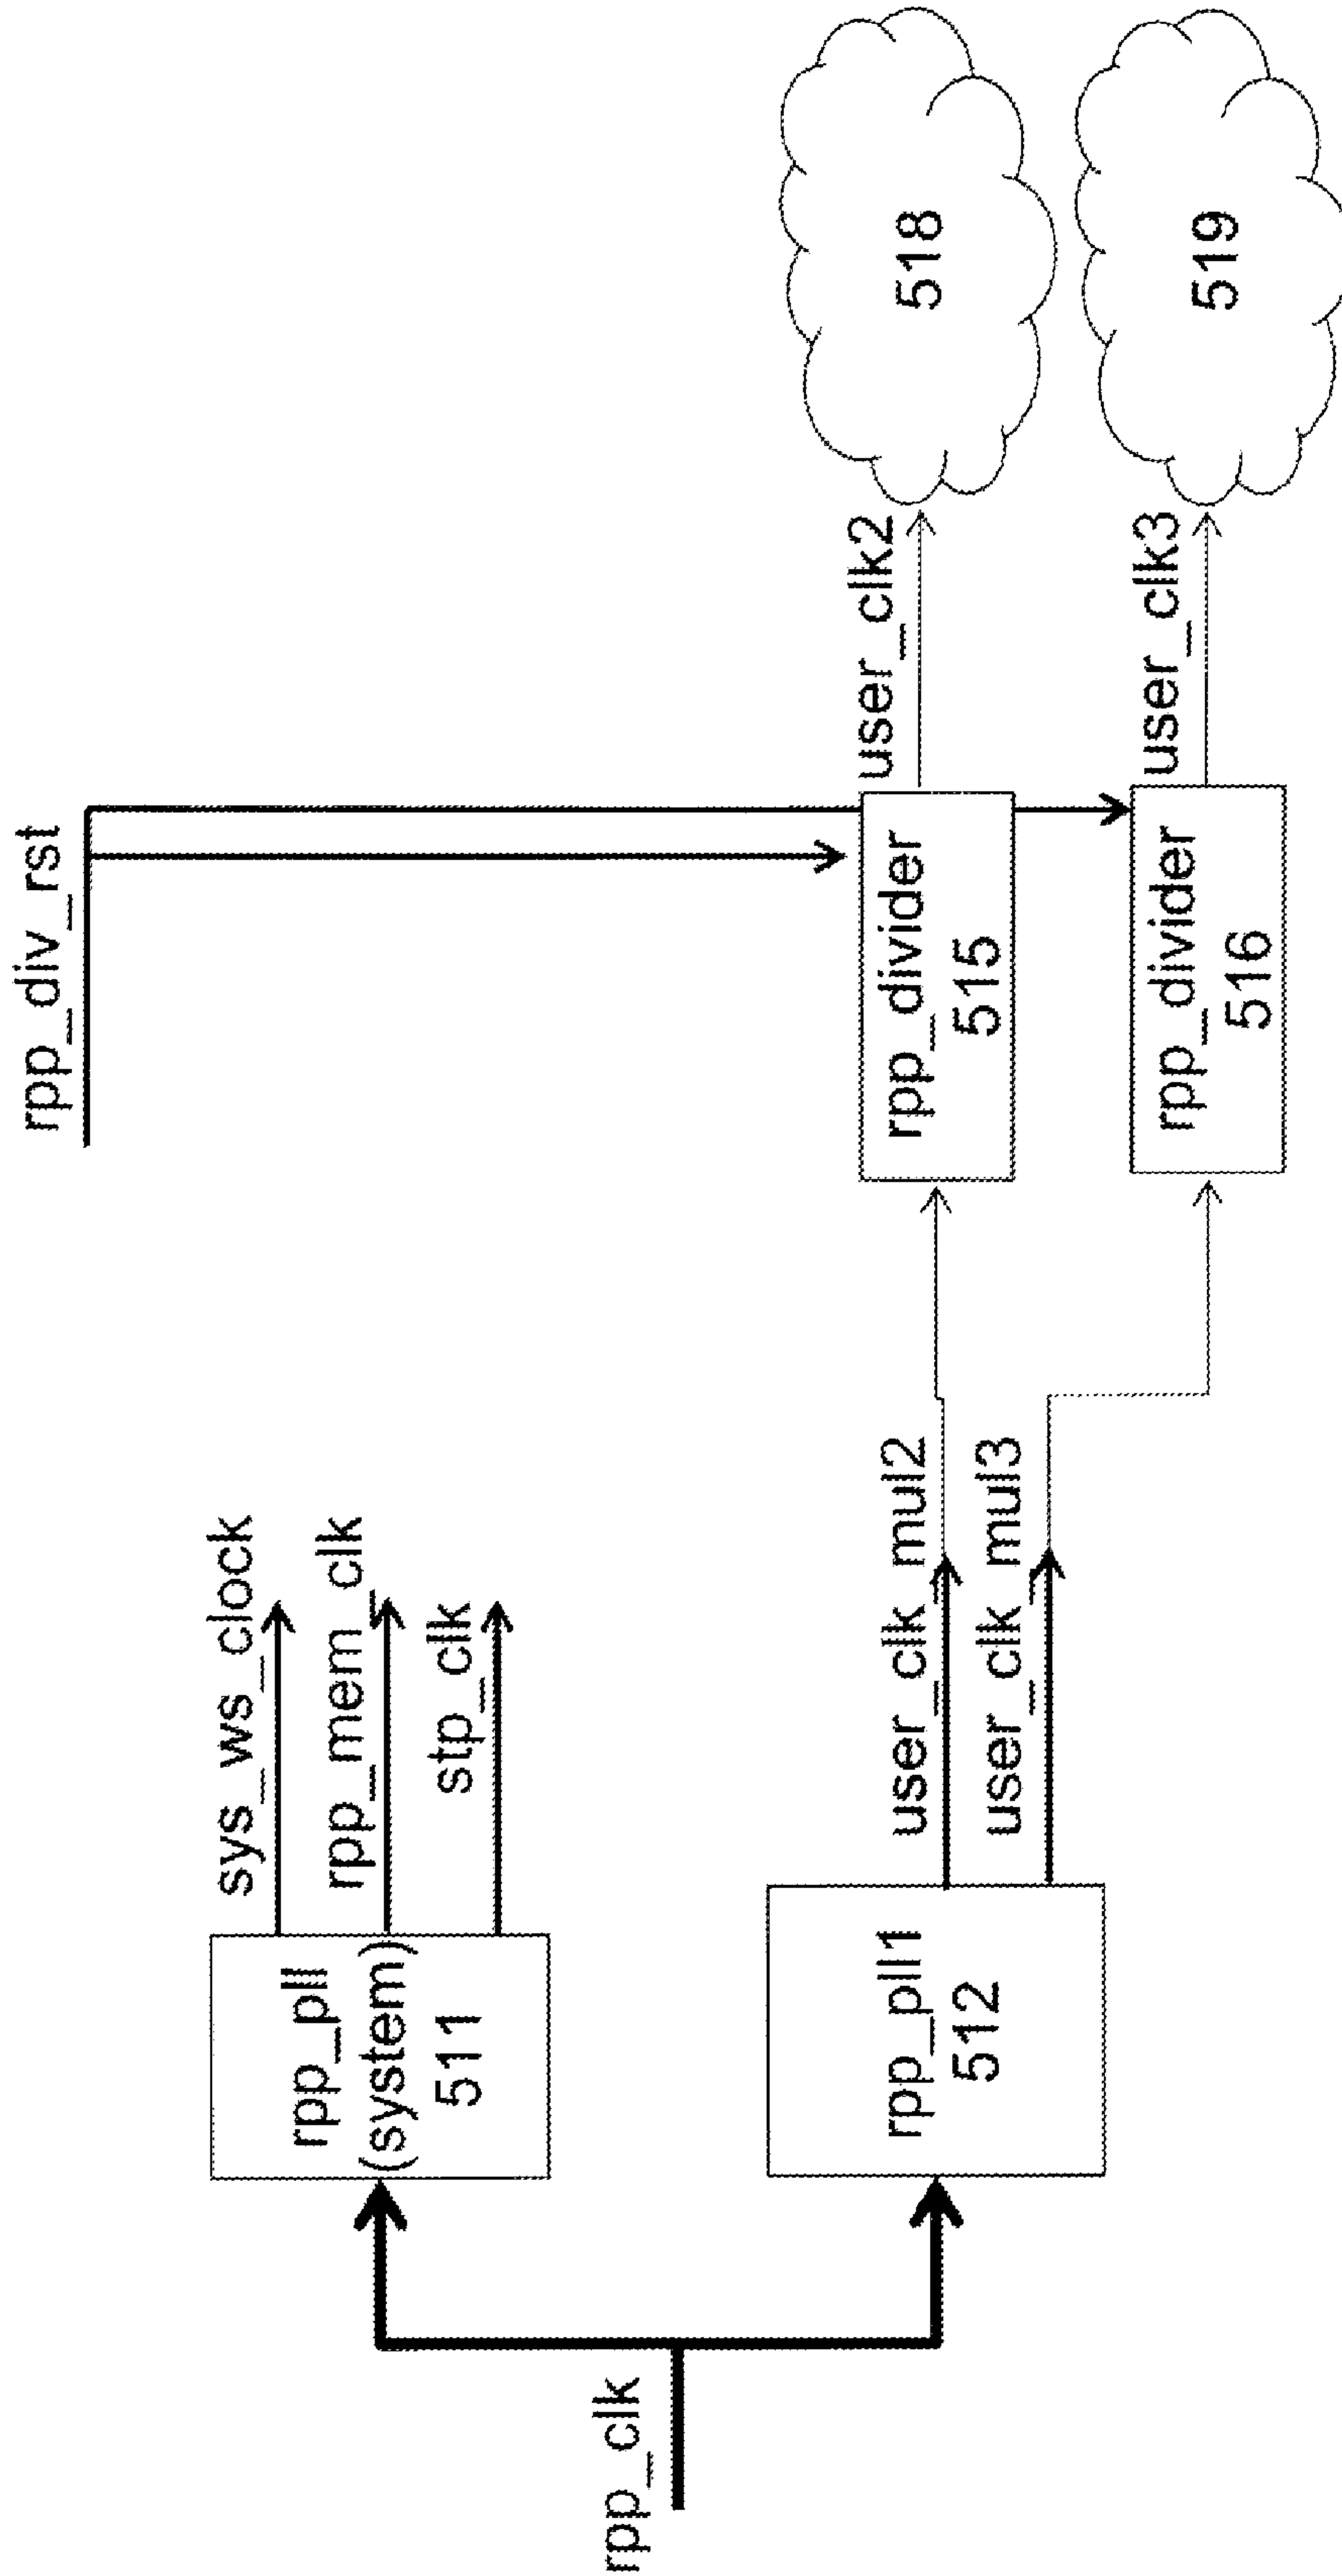 rpp_div_rst
sys_ws_clock
rpp_mem_clk
stp_clk
rpp_pll
(system)
511
rpp_clk
rpp_pll1
512
user_clk_mul2
user_clk_mul3
rpp_divider
515
user_clk2
518
rpp_divider
516
user_clk3
519